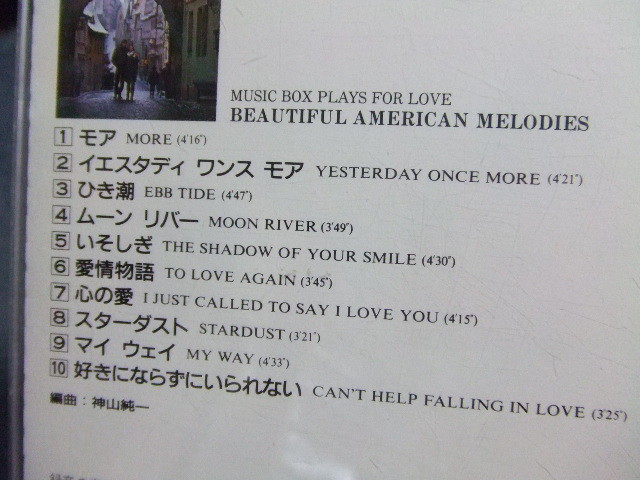 MUSIC BOX PLAYS FOR LOVE
BEAUTIFUL AMERICAN MELODIES
1 モア MORE (4'16")
2 イエスタディ ワンス モア YESTERDAY ONCE MORE (4'21")
3 ひき潮 EBB TIDE (4'47")
4 ムーン リバー MOON RIVER (3'49")
5 いそしぎ THE SHADOW OF YOUR SMILE (4'30")
6 愛情物語 TO LOVE AGAIN (3'45")
7 心の愛 I JUST CALLED TO SAY I LOVE YOU (4'15")
8 スターダスト STARDUST (3'21")
9 マイ ウェイ MY WAY (4'33")
10 好きにならずにいられない CAN'T HELP FALLING IN LOVE (3'25")
編曲：神山純一